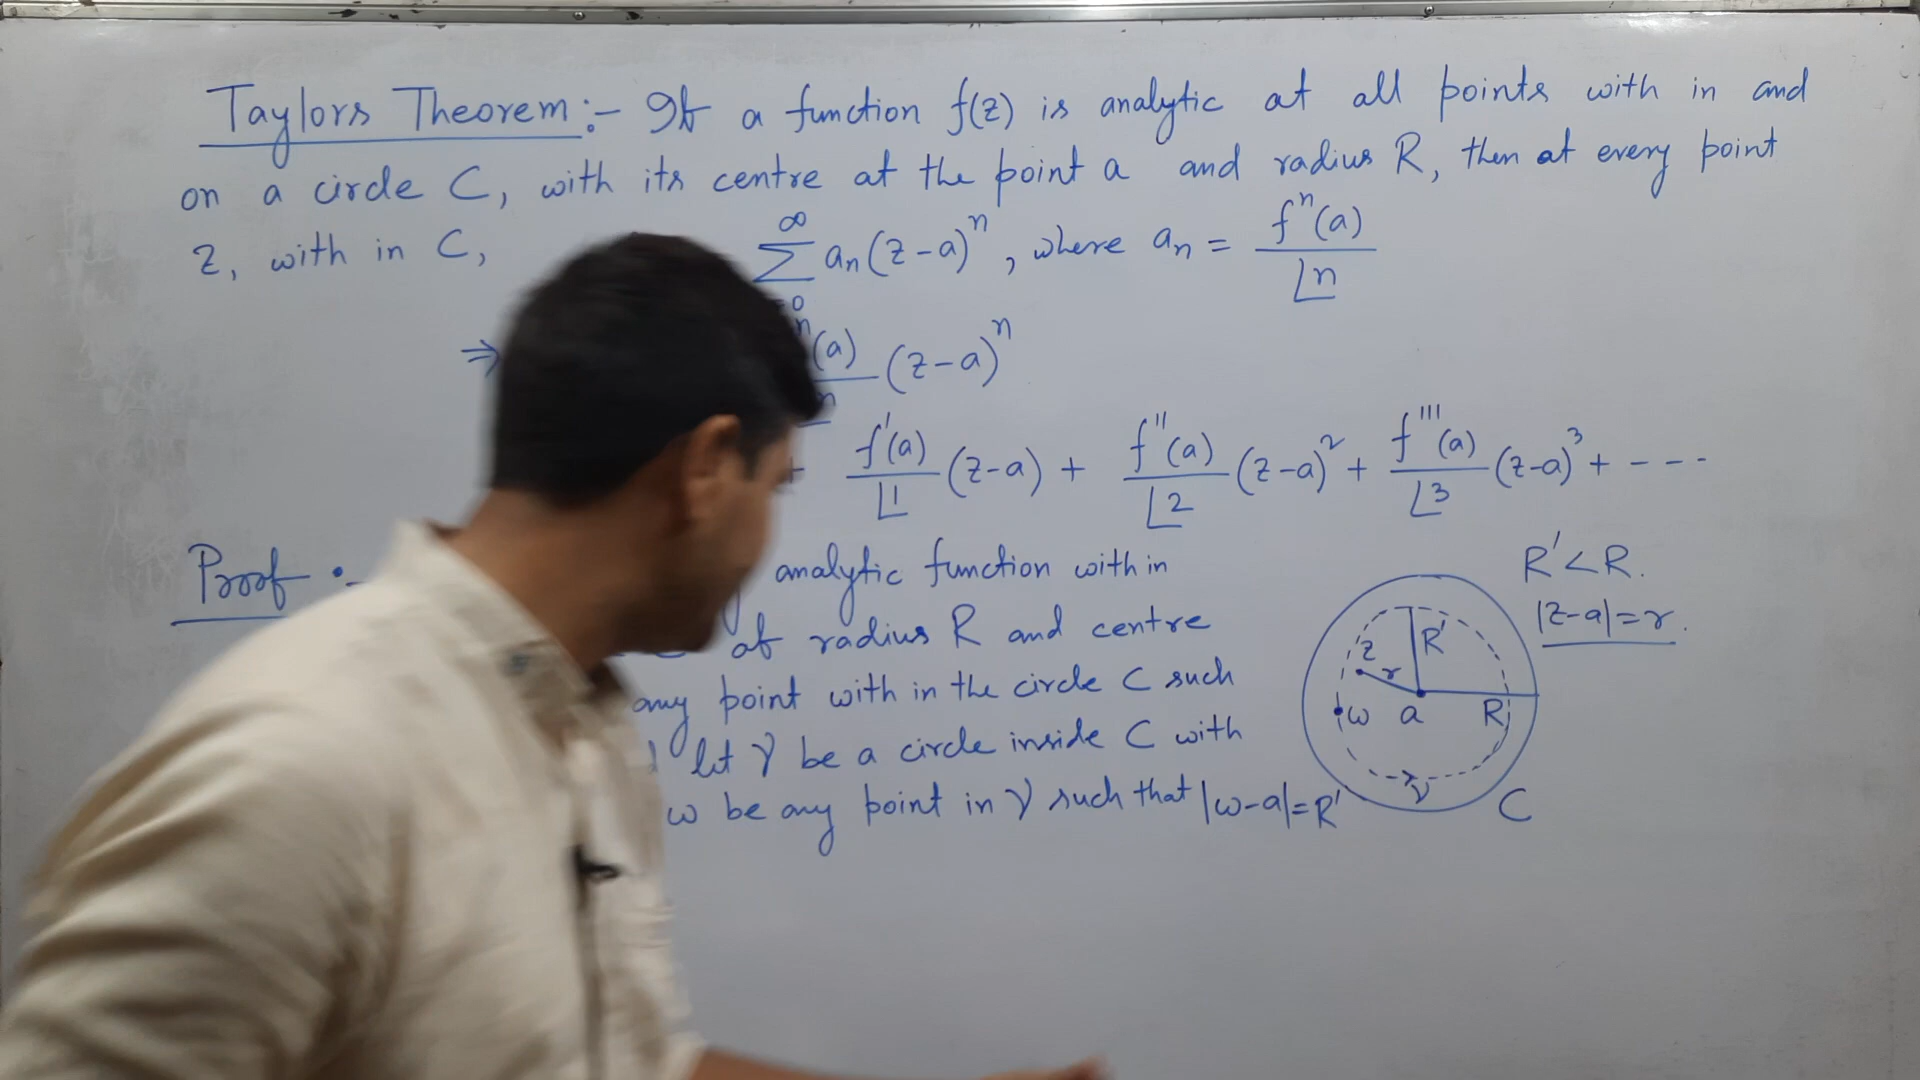 Taylors Theorem :- If a function f(z) is analytic at all points with in and
on a circle C, with its centre at the point a and radius R, then at every point
z, with in C, ∞ Σ 0 aₙ(z-a)ⁿ, where aₙ = fⁿ(a) / ⌊n
⇒ n(a) / n (z-a)ⁿ
+ f'(a)/⌊1 (z-a) + f''(a)/⌊2 (z-a)² + f'''(a)/⌊3 (z-a)³ + ----
Proof :- analytic function with in
of radius R and centre
any point with in the circle C such
let γ be a circle inside C with
w be any point in γ such that |w-a|=R'
R' < R.
|z-a|=r.
R'
z
r
w a R
γ
C